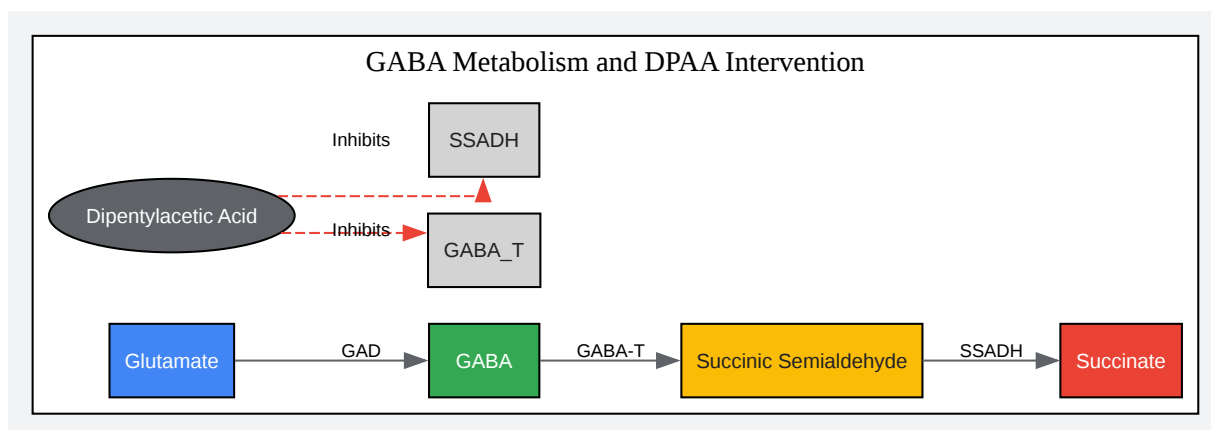 GABA Metabolism and DPAA Intervention
Inhibits
SSADH
Dipentylacetic Acid
Inhibits
GABA_T
Glutamate
GAD
GABA
GABA-T
Succinic Semialdehyde
SSADH
Succinate